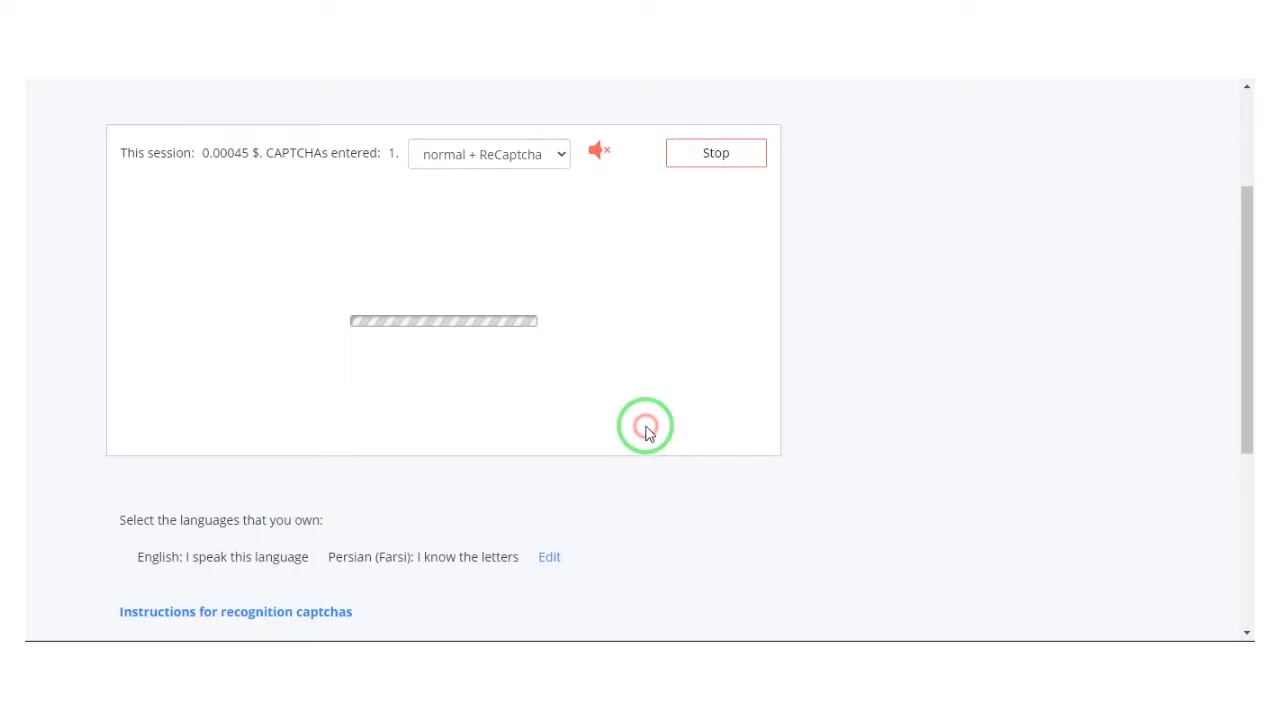 This session: 0.00045 $. CAPTCHAs entered: 1. normal + ReCaptcha Stop
Select the languages that you own:
English: I speak this language Persian (Farsi): I know the letters Edit
Instructions for recognition captchas